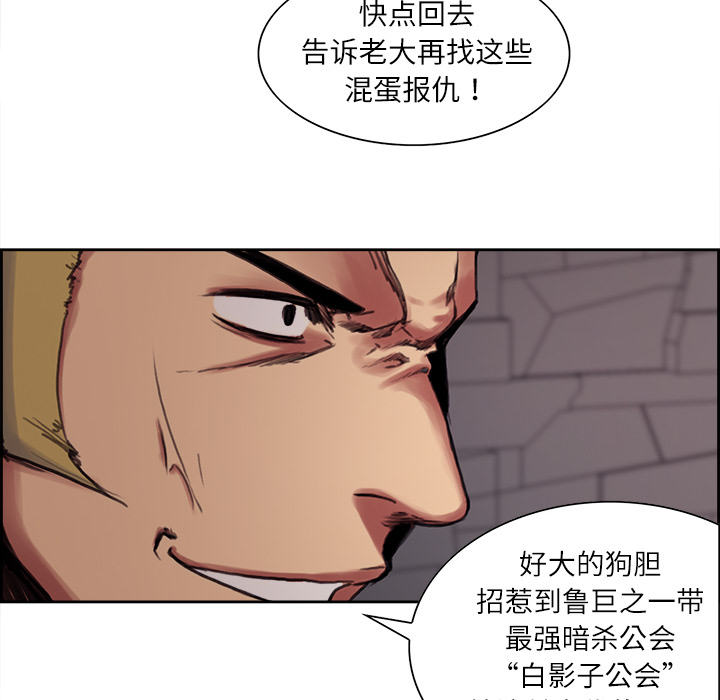 快点回去
告诉老大再找这些
混蛋报仇！
好大的狗胆
招惹到鲁巨之一带
最强暗杀公会
“白影子公会”